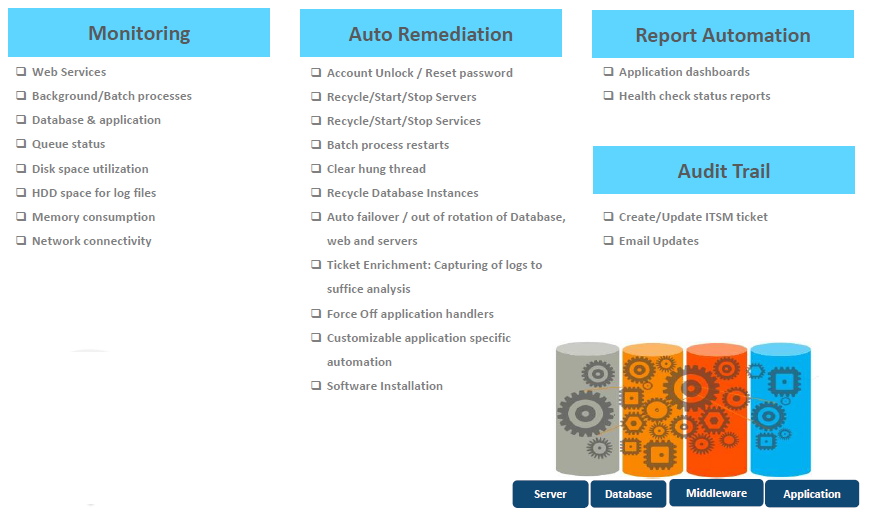 Monitoring
❑ Web Services
❑ Background/Batch processes
❑ Database & application
❑ Queue status
❑ Disk space utilization
❑ HDD space for log files
❑ Memory consumption
❑ Network connectivity
Auto Remediation
❑ Account Unlock / Reset password
❑ Recycle/Start/Stop Servers
❑ Recycle/Start/Stop Services
❑ Batch process restarts
❑ Clear hung thread
❑ Recycle Database Instances
❑ Auto failover / out of rotation of Database,
web and servers
❑ Ticket Enrichment: Capturing of logs to
suffice analysis
❑ Force Off application handlers
❑ Customizable application specific
automation
❑ Software Installation
Report Automation
❑ Application dashboards
❑ Health check status reports
Audit Trail
❑ Create/Update ITSM ticket
❑ Email Updates
Server
Database
Middleware
Application